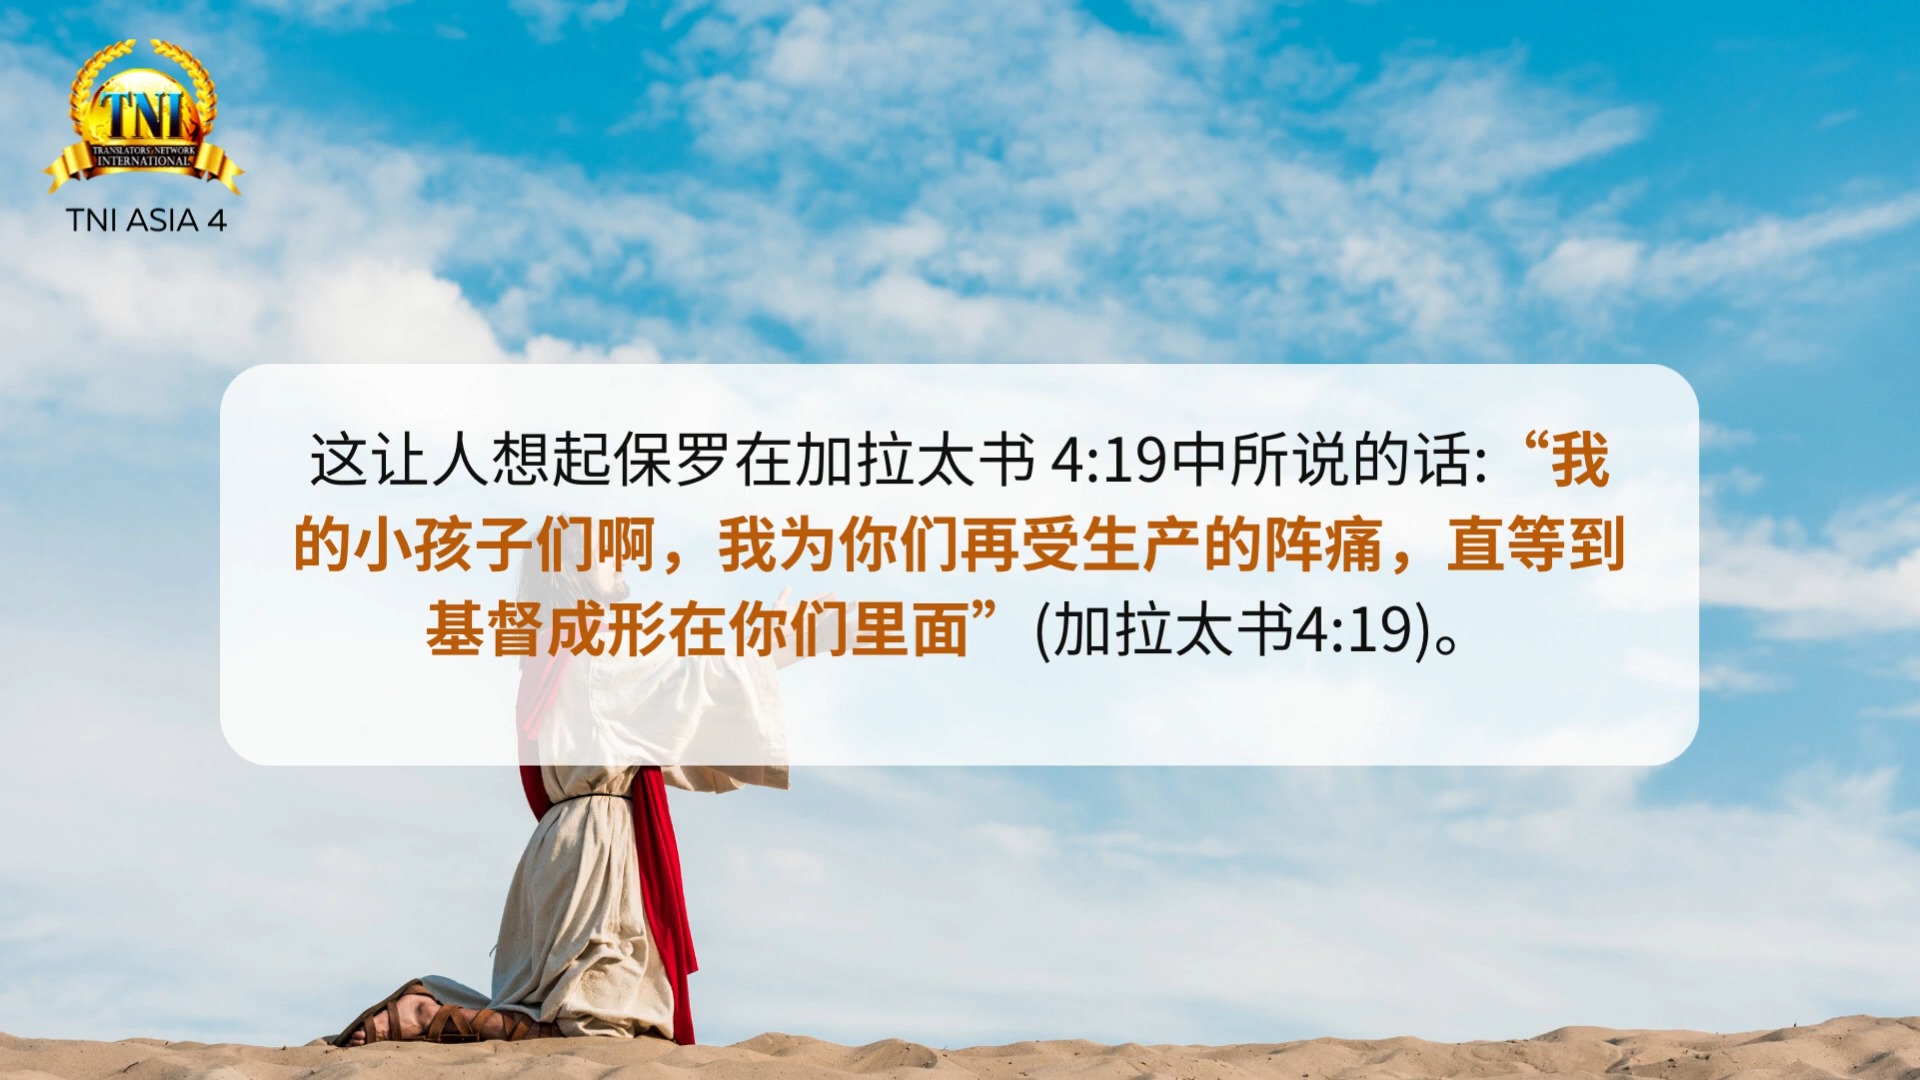 TNI
TRANSLATORS' NETWORK
INTERNATIONAL
TNI ASIA 4
这让人想起保罗在加拉太书 4:19中所说的话:“我
的小孩子们啊，我为你们再受生产的阵痛，直等到
基督成形在你们里面”(加拉太书4:19)。